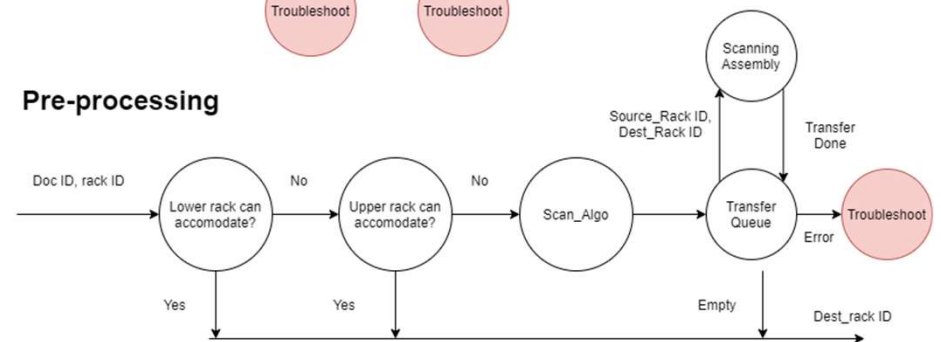 Troubleshoot
Troubleshoot
Scanning
Assembly
Pre-processing
Source_Rack ID,
Dest_Rack ID
Transfer
Done
Doc ID, rack ID
No
No
Lower rack can
accomodate?
Upper rack can
accomodate?
Scan_Algo
Transfer
Queue
Troubleshoot
Error
Yes
Yes
Empty
Dest_rack ID